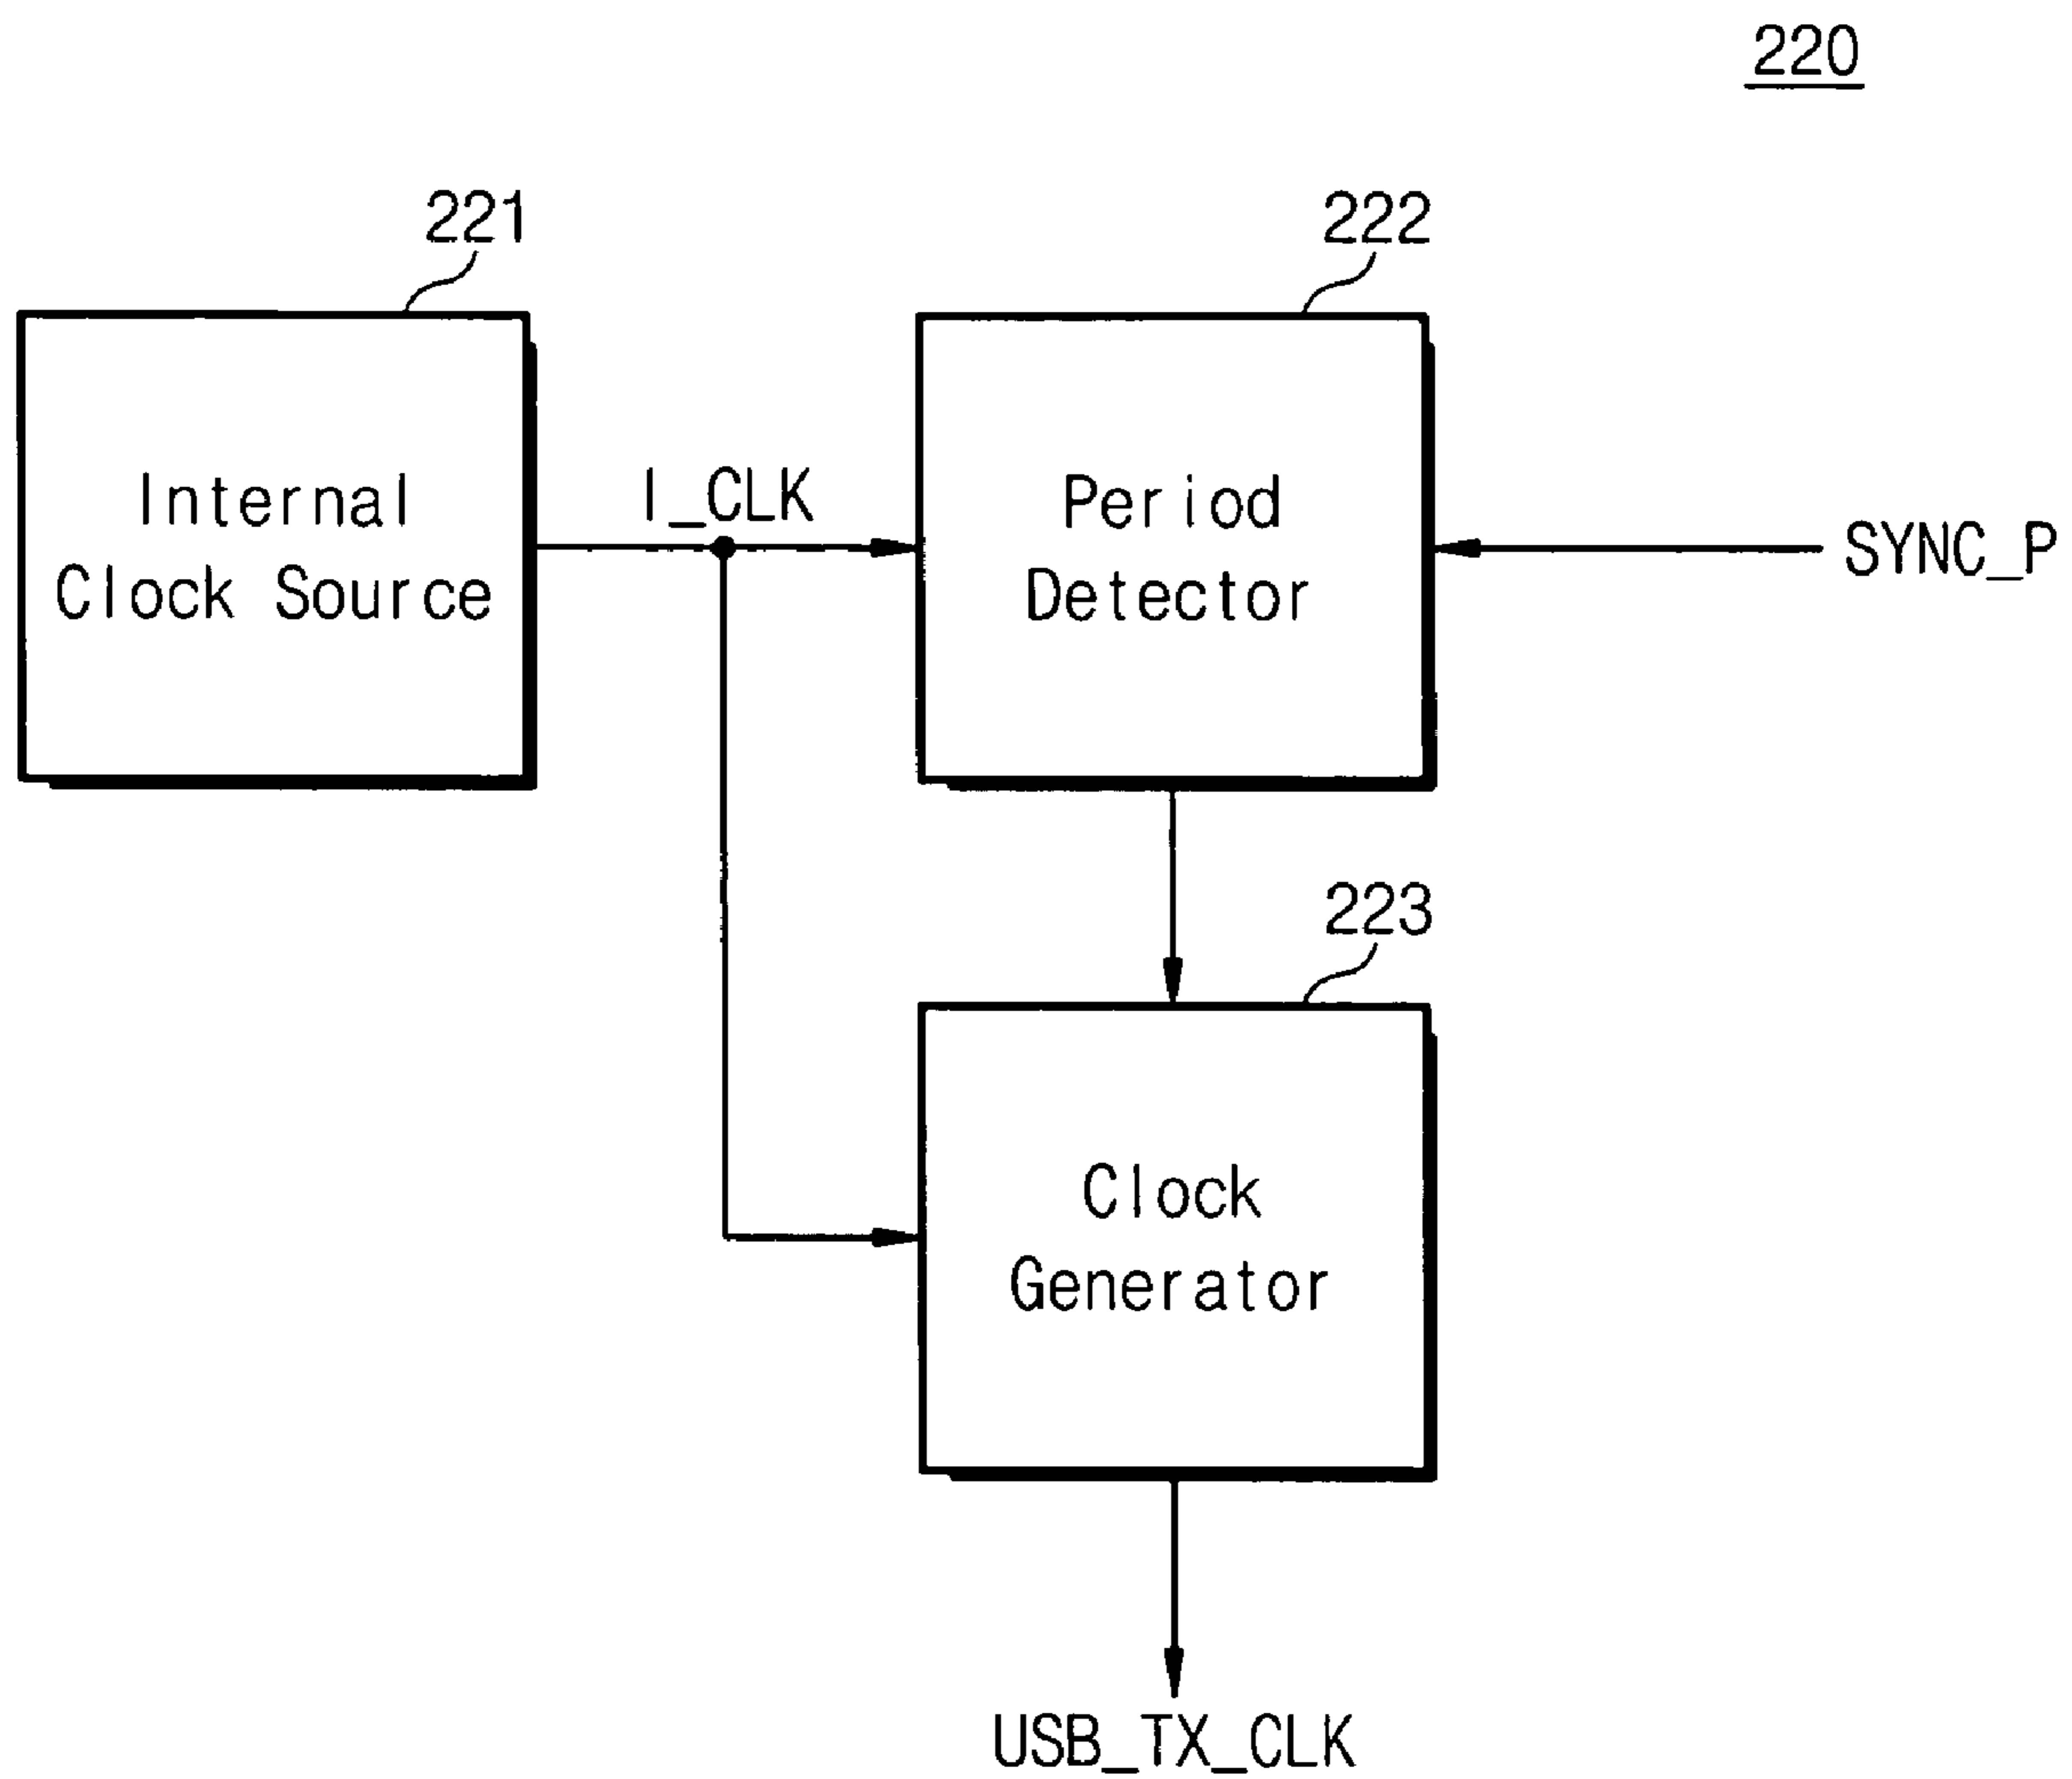 220
221
222
Internal
Clock Source
I_CLK
Period
Detector
SYNC_P
223
Clock
Generator
USB_TX_CLK